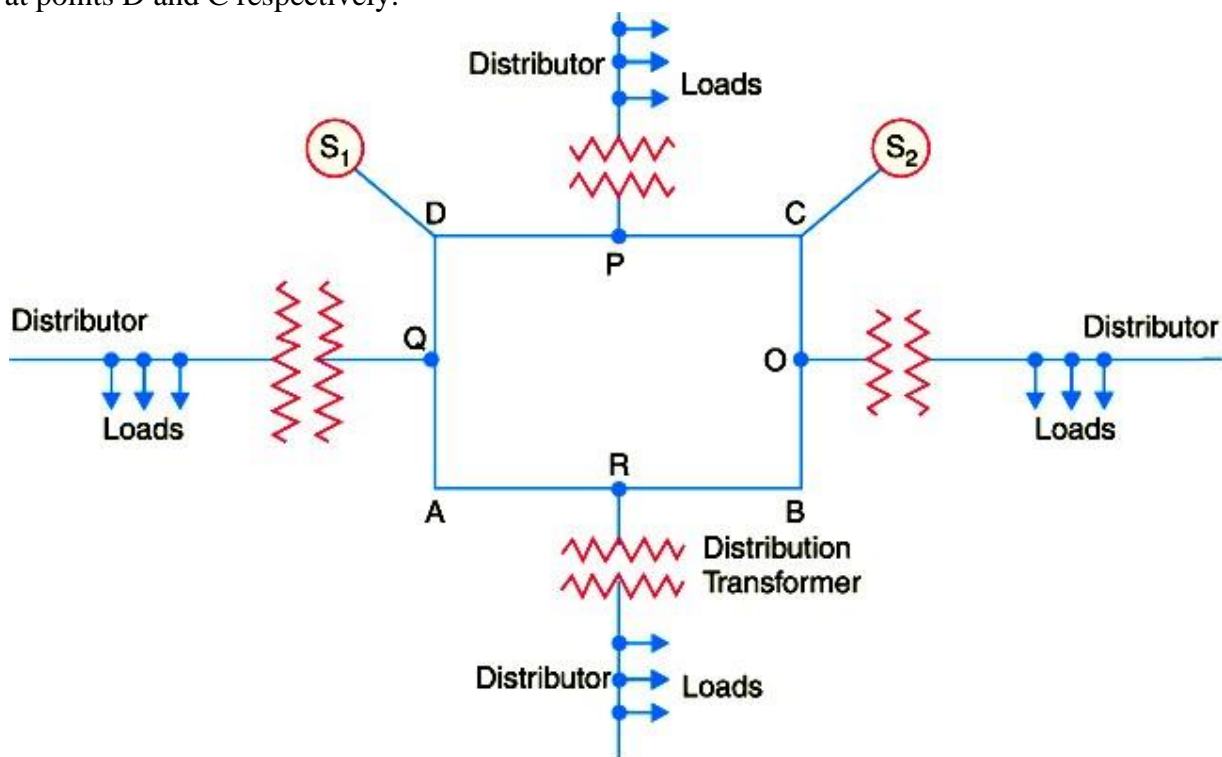 at points D and C respectively.
Distributor
Loads
S1
S2
D
C
P
Distributor
Q
O
Distributor
Loads
Loads
R
A
B
Distribution
Transformer
Distributor
Loads